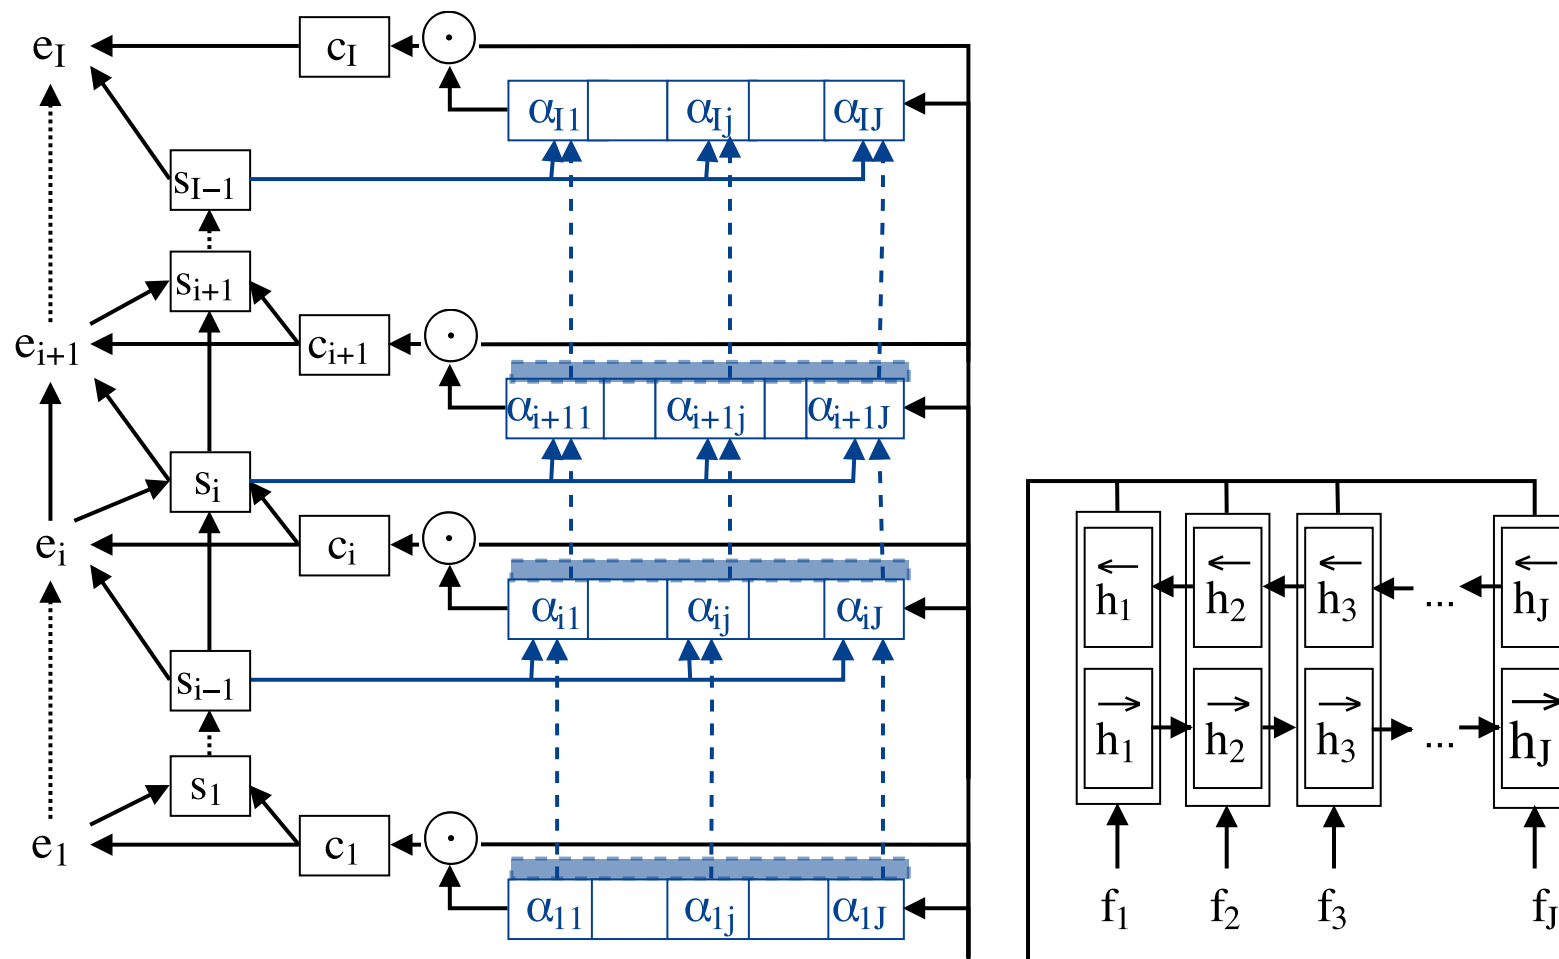 e_I c_I ·
α_I1 α_Ij α_IJ
s_I−1
s_i+1
e_i+1 c_i+1 ·
α_i+11 α_i+1j α_i+1J
s_i
e_i c_i ·
α_i1 α_ij α_iJ
s_i−1
s_1
e_1 c_1 ·
α_11 α_1j α_1J
←h_1 ←h_2 ←h_3 ... ←h_J
→h_1 →h_2 →h_3 ... →h_J
f_1 f_2 f_3 f_J